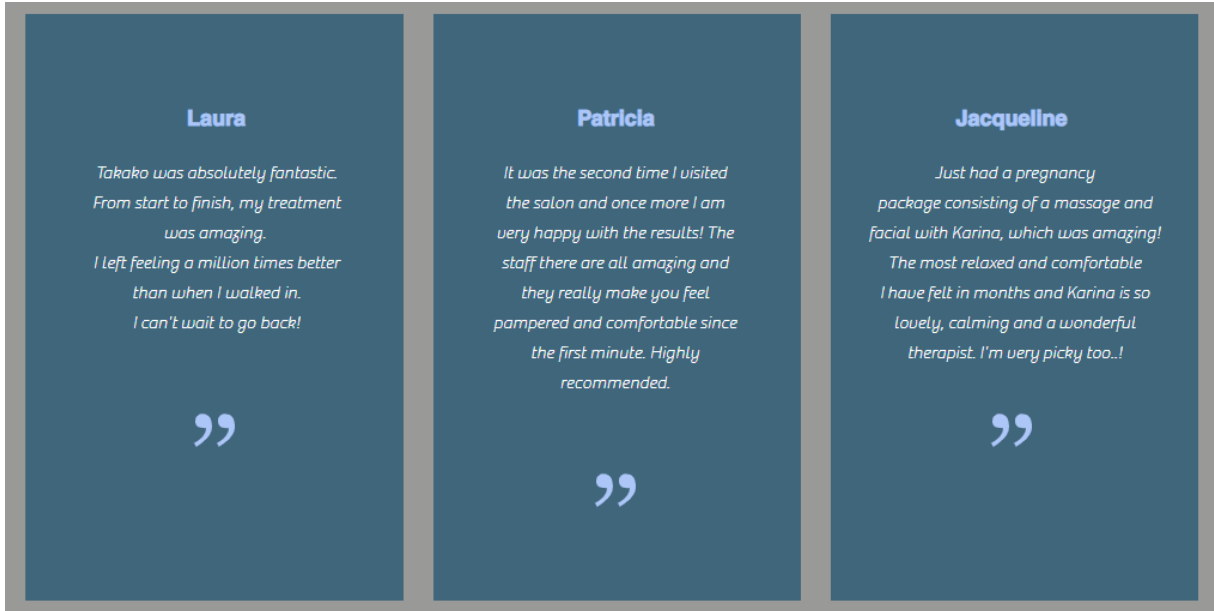 Laura
Takako was absolutely fantastic.
From start to finish, my treatment
was amazing.
I left feeling a million times better
than when I walked in.
I can't wait to go back!
”
Patricia
It was the second time I visited
the salon and once more I am
very happy with the results! The
staff there are all amazing and
they really make you feel
pampered and comfortable since
the first minute. Highly
recommended.
”
Jacqueline
Just had a pregnancy
package consisting of a massage and
facial with Karina, which was amazing!
The most relaxed and comfortable
I have felt in months and Karina is so
lovely, calming and a wonderful
therapist. I'm very picky too..!
”